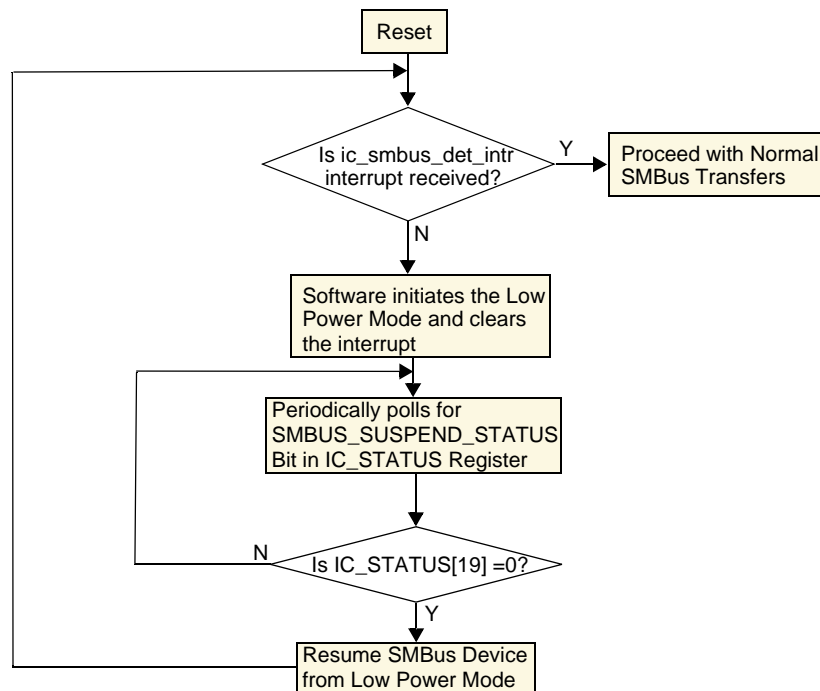 Reset
Is ic_smbus_det_intr
interrupt received?
Y
Proceed with Normal
SMBus Transfers
N
Software initiates the Low
Power Mode and clears
the interrupt
Periodically polls for
SMBUS_SUSPEND_STATUS
Bit in IC_STATUS Register
N
Is IC_STATUS[19] =0?
Y
Resume SMBus Device
from Low Power Mode